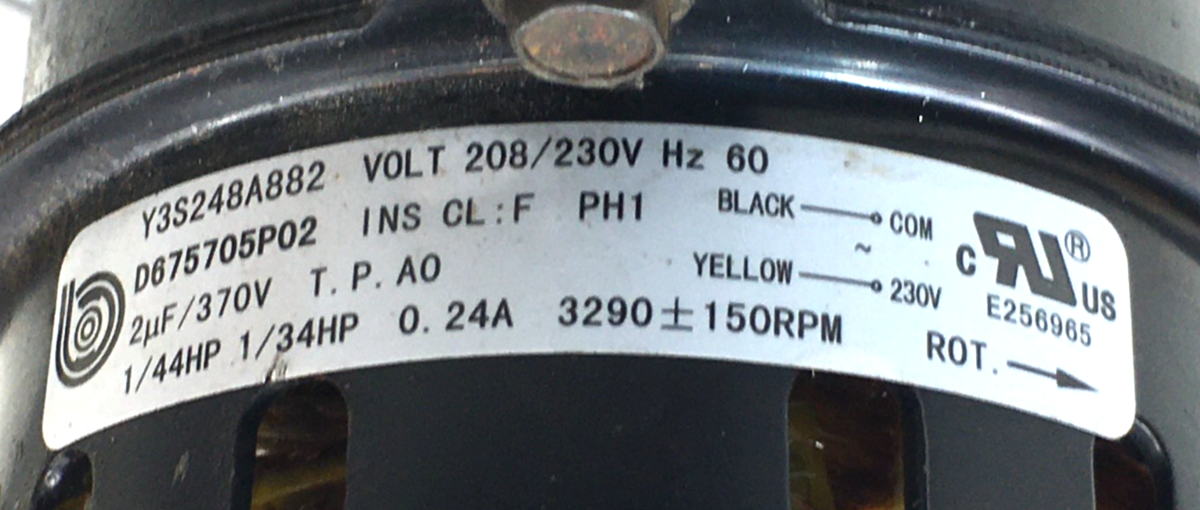 Y3S248A882 VOLT 208/230V Hz 60
D675705P02 INS CL:F PH1
2µF/370V T.P.AO
1/44HP 1/34HP 0.24A 3290±150RPM
BLACK COM
~
YELLOW 230V
C RU ® US
E256965
ROT.